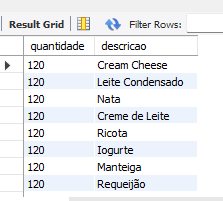 Result Grid Filter Rows:
quantidade descricao
120 Cream Cheese
120 Leite Condensado
120 Nata
120 Creme de Leite
120 Ricota
120 Iogurte
120 Manteiga
120 Requeijão